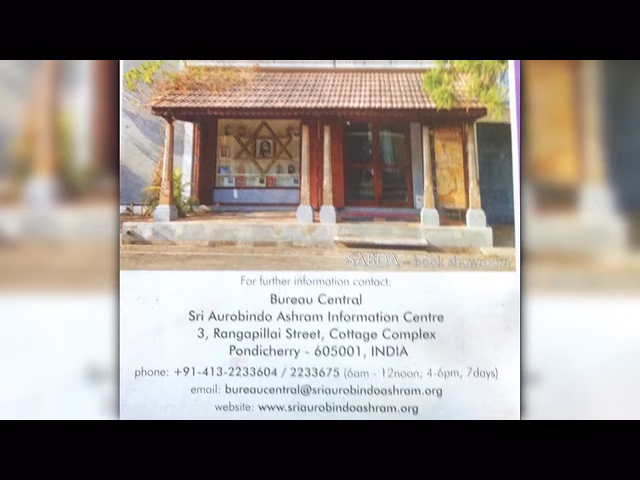 SABDA – book showroom
For further information contact:
Bureau Central
Sri Aurobindo Ashram Information Centre
3, Rangapillai Street, Cottage Complex
Pondicherry - 605001, INDIA
phone: +91-413-2233604 / 2233675 (6am - 12noon; 4-6pm, 7days)
email: bureaucentral@sriaurobindoashram.org
website: www.sriaurobindoashram.org